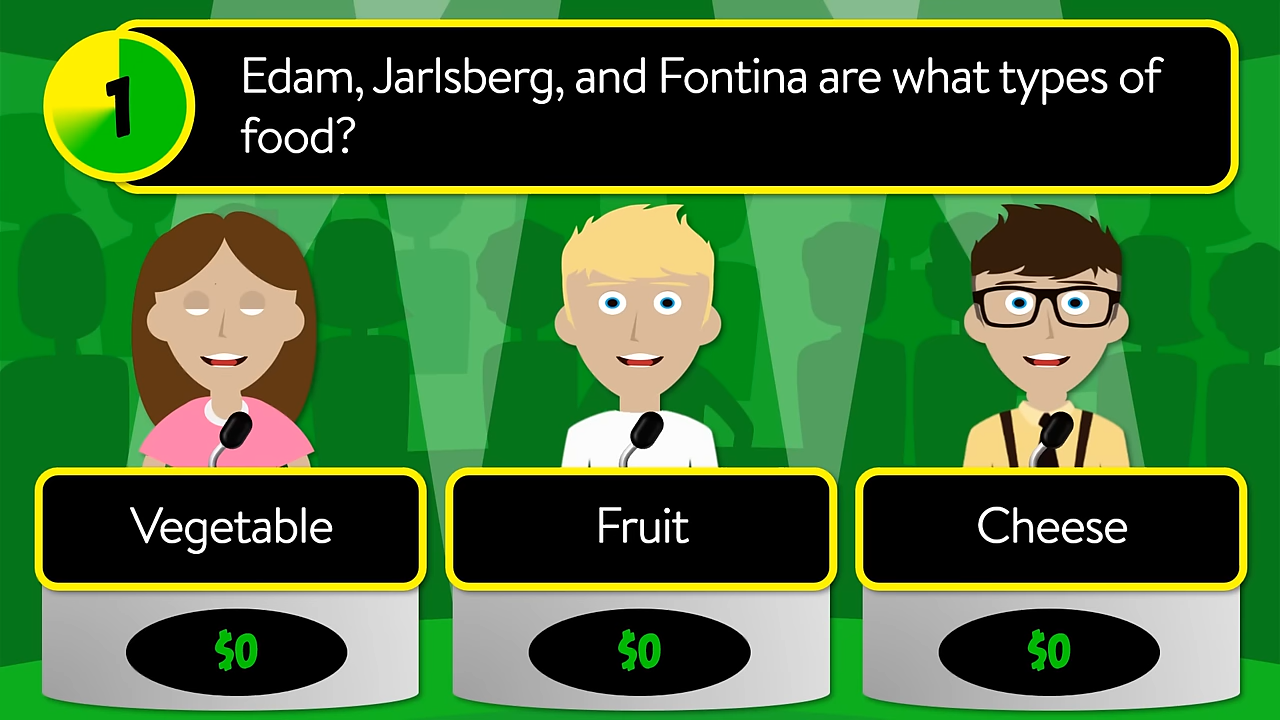 1
Edam, Jarlsberg, and Fontina are what types of
food?
Vegetable
Fruit
Cheese
$0
$0
$0